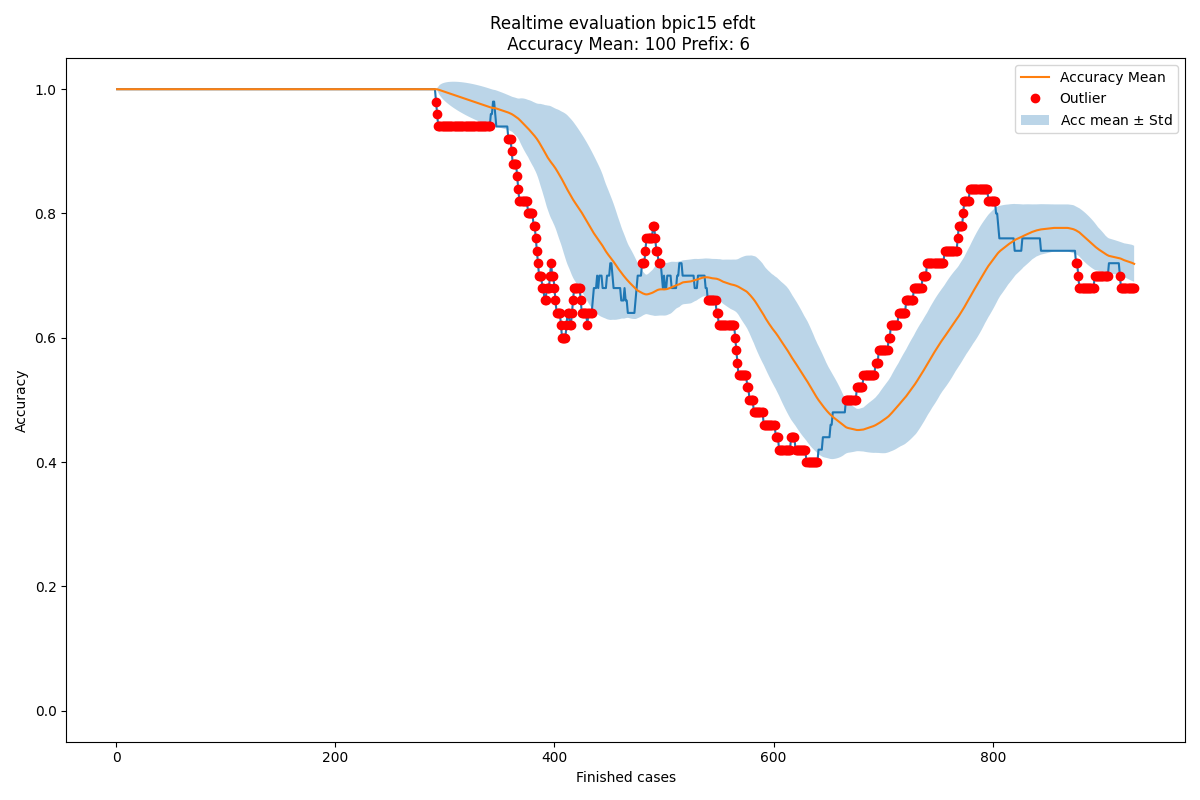 Realtime evaluation bpic15 efdt
Accuracy Mean: 100 Prefix: 6
Accuracy Mean
Outlier
Acc mean ± Std
1.0
0.8
0.6
0.4
0.2
0.0
Accuracy
0 200 400 600 800
Finished cases